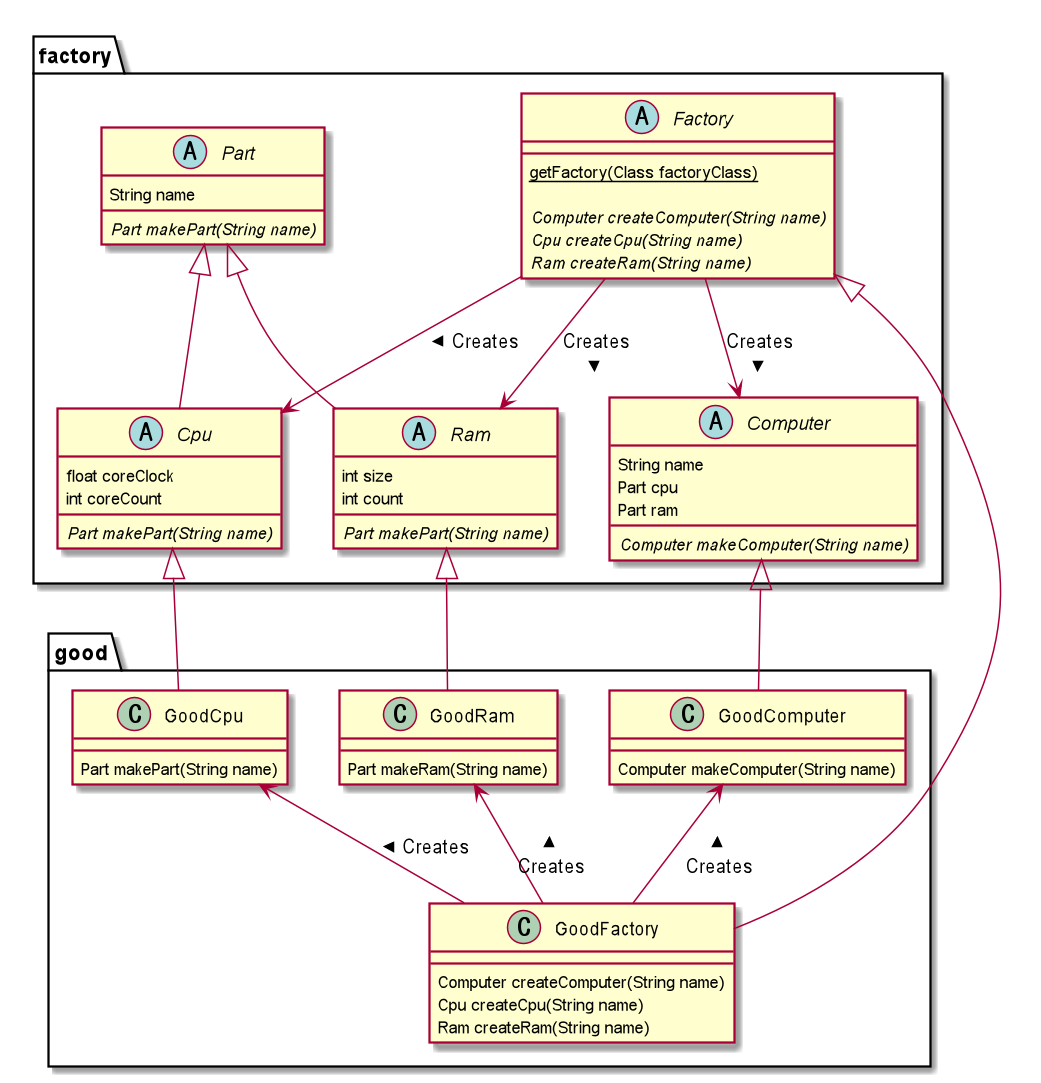 factory
A Part
String name
Part makePart(String name)
A Factory
getFactory(Class factoryClass)
Computer createComputer(String name)
Cpu createCpu(String name)
Ram createRam(String name)
◄ Creates
Creates
▼
Creates
▼
A Cpu
float coreClock
int coreCount
Part makePart(String name)
A Ram
int size
int count
Part makePart(String name)
A Computer
String name
Part cpu
Part ram
Computer makeComputer(String name)
good
C GoodCpu
Part makePart(String name)
C GoodRam
Part makeRam(String name)
C GoodComputer
Computer makeComputer(String name)
◄ Creates
▲
Creates
▲
Creates
C GoodFactory
Computer createComputer(String name)
Cpu createCpu(String name)
Ram createRam(String name)